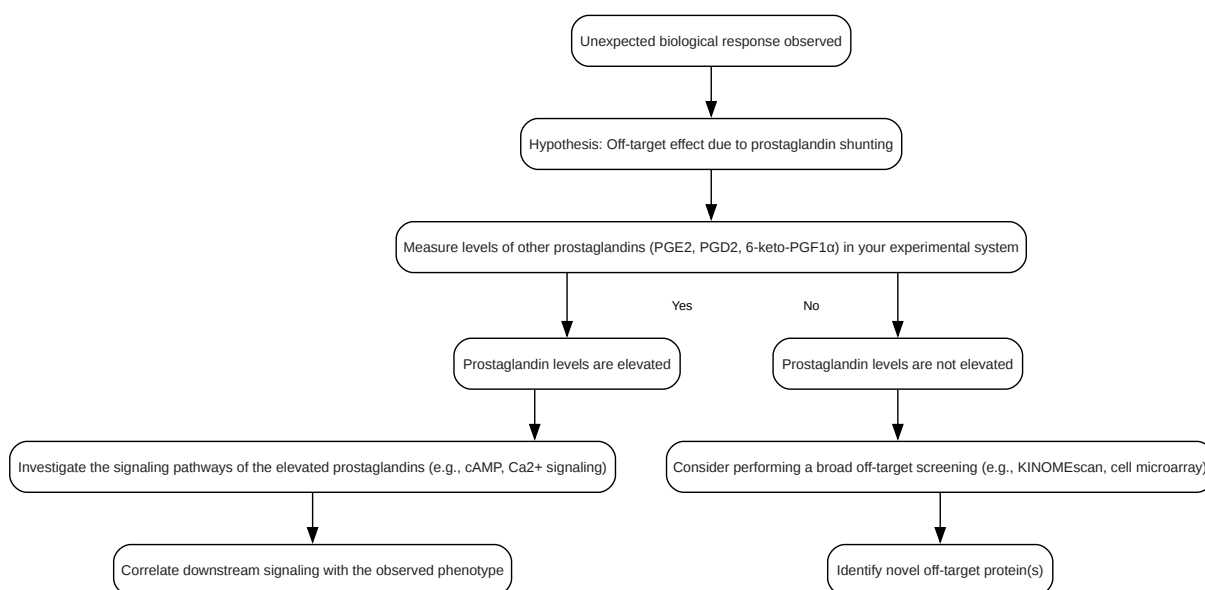 Unexpected biological response observed
Hypothesis: Off-target effect due to prostaglandin shunting
Measure levels of other prostaglandins (PGE2, PGD2, 6-keto-PGF1α) in your experimental system
Yes
No
Prostaglandin levels are elevated
Prostaglandin levels are not elevated
Investigate the signaling pathways of the elevated prostaglandins (e.g., cAMP, Ca2+ signaling)
Consider performing a broad off-target screening (e.g., KINOMEscan, cell microarray)
Correlate downstream signaling with the observed phenotype
Identify novel off-target protein(s)